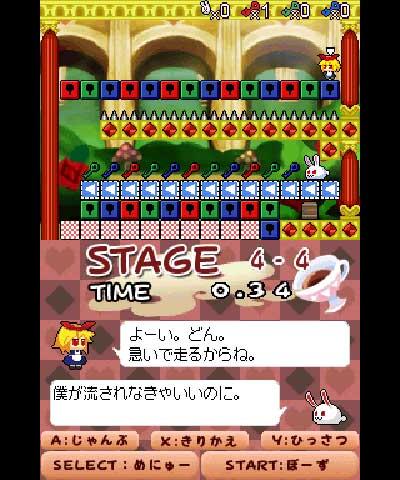 ×0 ×1 ×0 ×0
STAGE 4-4
TIME 0.34
よーい。どん。
急いで走るからね。
僕が流されなきゃいいのに。
A:じゃんぷ X:きりかえ Y:ひっさつ
SELECT:めにゅー START:ぽーず